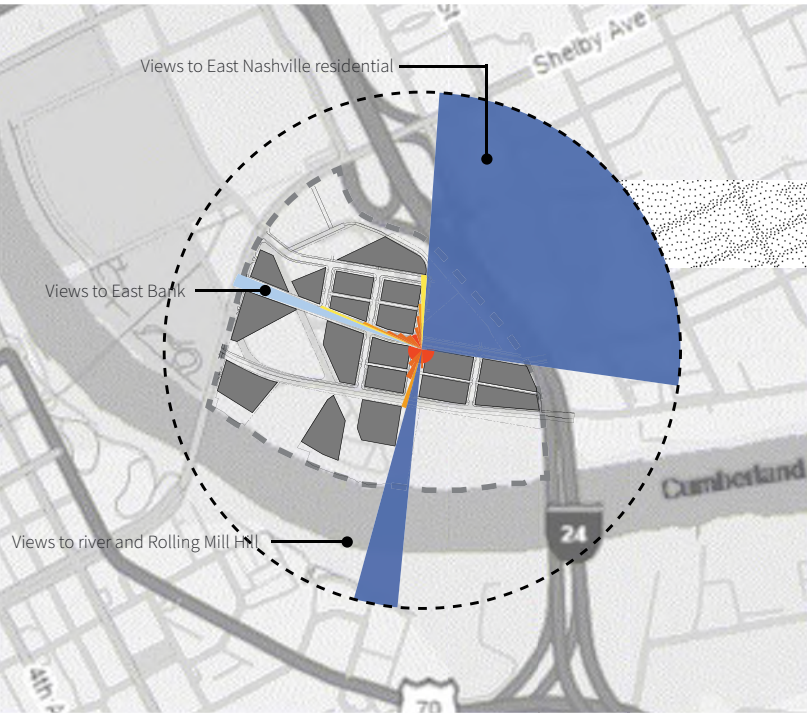 Shelby Ave
Views to East Nashville residential
Views to East Bank
Cumberland
24
Views to river and Rolling Mill Hill
4th A
70